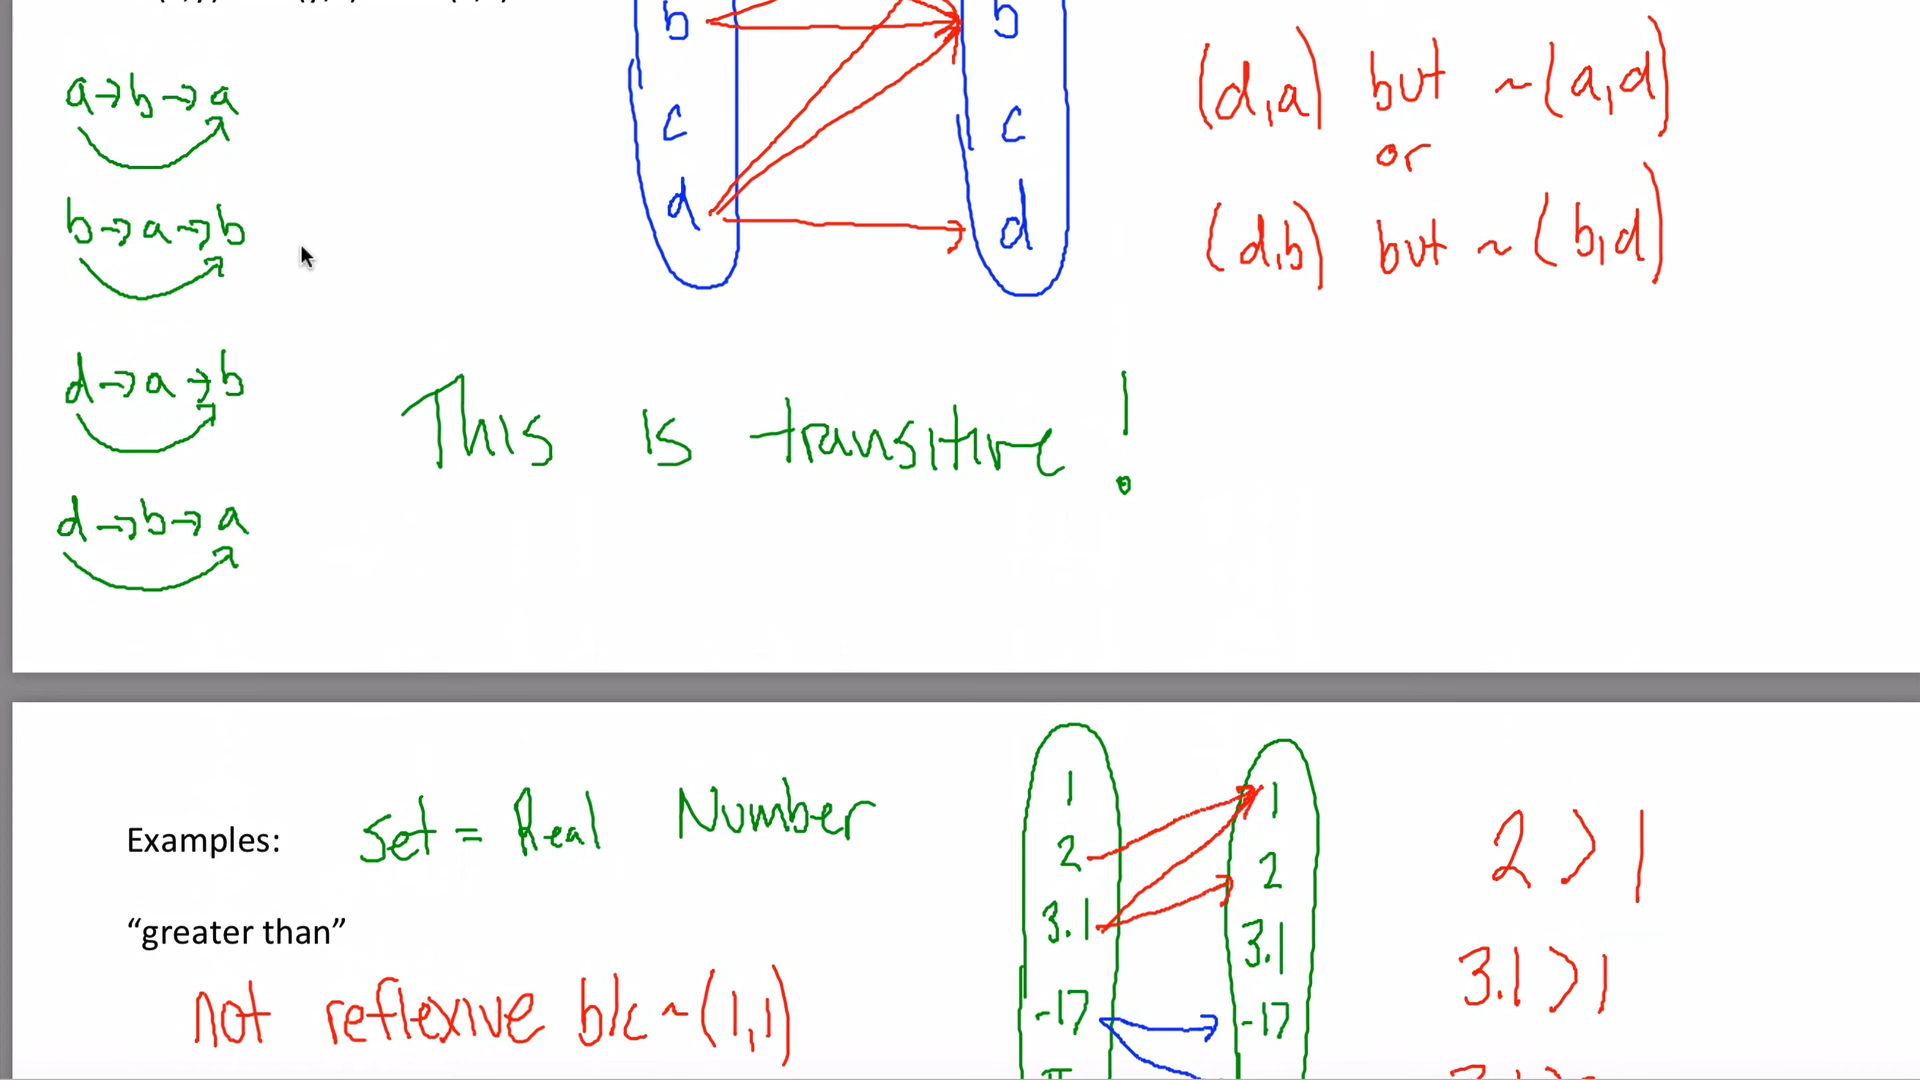 b b
a→b→a
c c
d d
(d,a) but ~(a,d)
or
(d,b) but ~(b,d)
b→a→b
d→a→b
This is transitive!
d→b→a
Examples: Set = Real Number
"greater than"
not reflexive b/c ~(1,1)
1 1
2 2
3.1 3.1
-17 -17
2 > 1
3.1 > 1